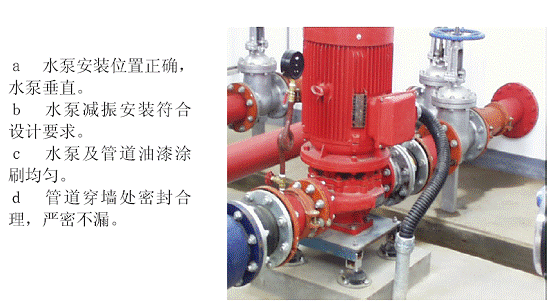 a 水泵安装位置正确，
水泵垂直。
b 水泵减振安装符合
设计要求。
c 水泵及管道油漆涂
刷均匀。
d 管道穿墙处密封合
理，严密不漏。